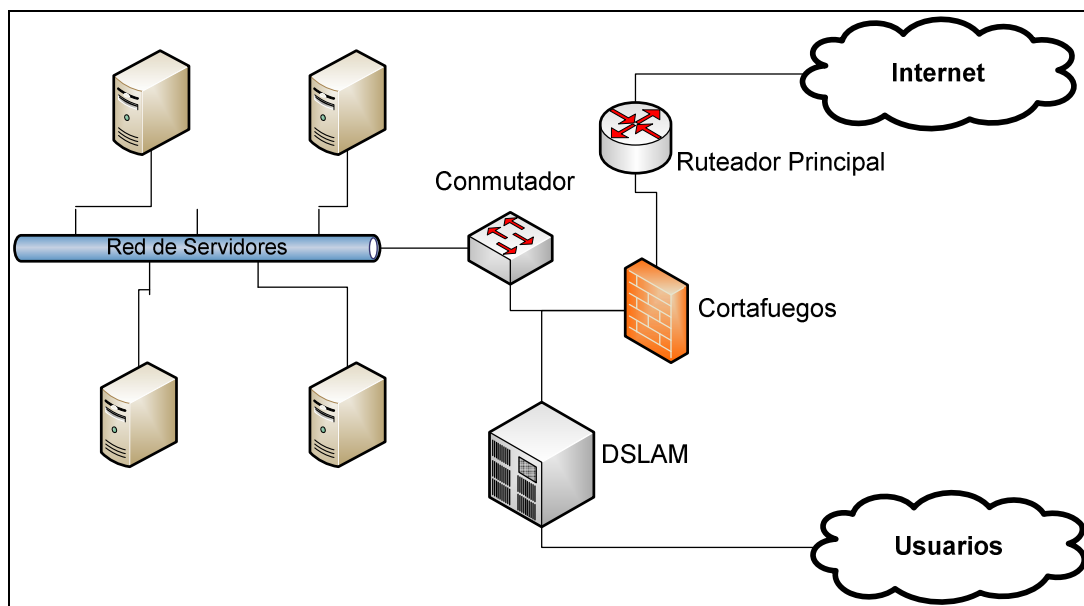 Internet
Ruteador Principal
Conmutador
Red de Servidores
Cortafuegos
DSLAM
Usuarios